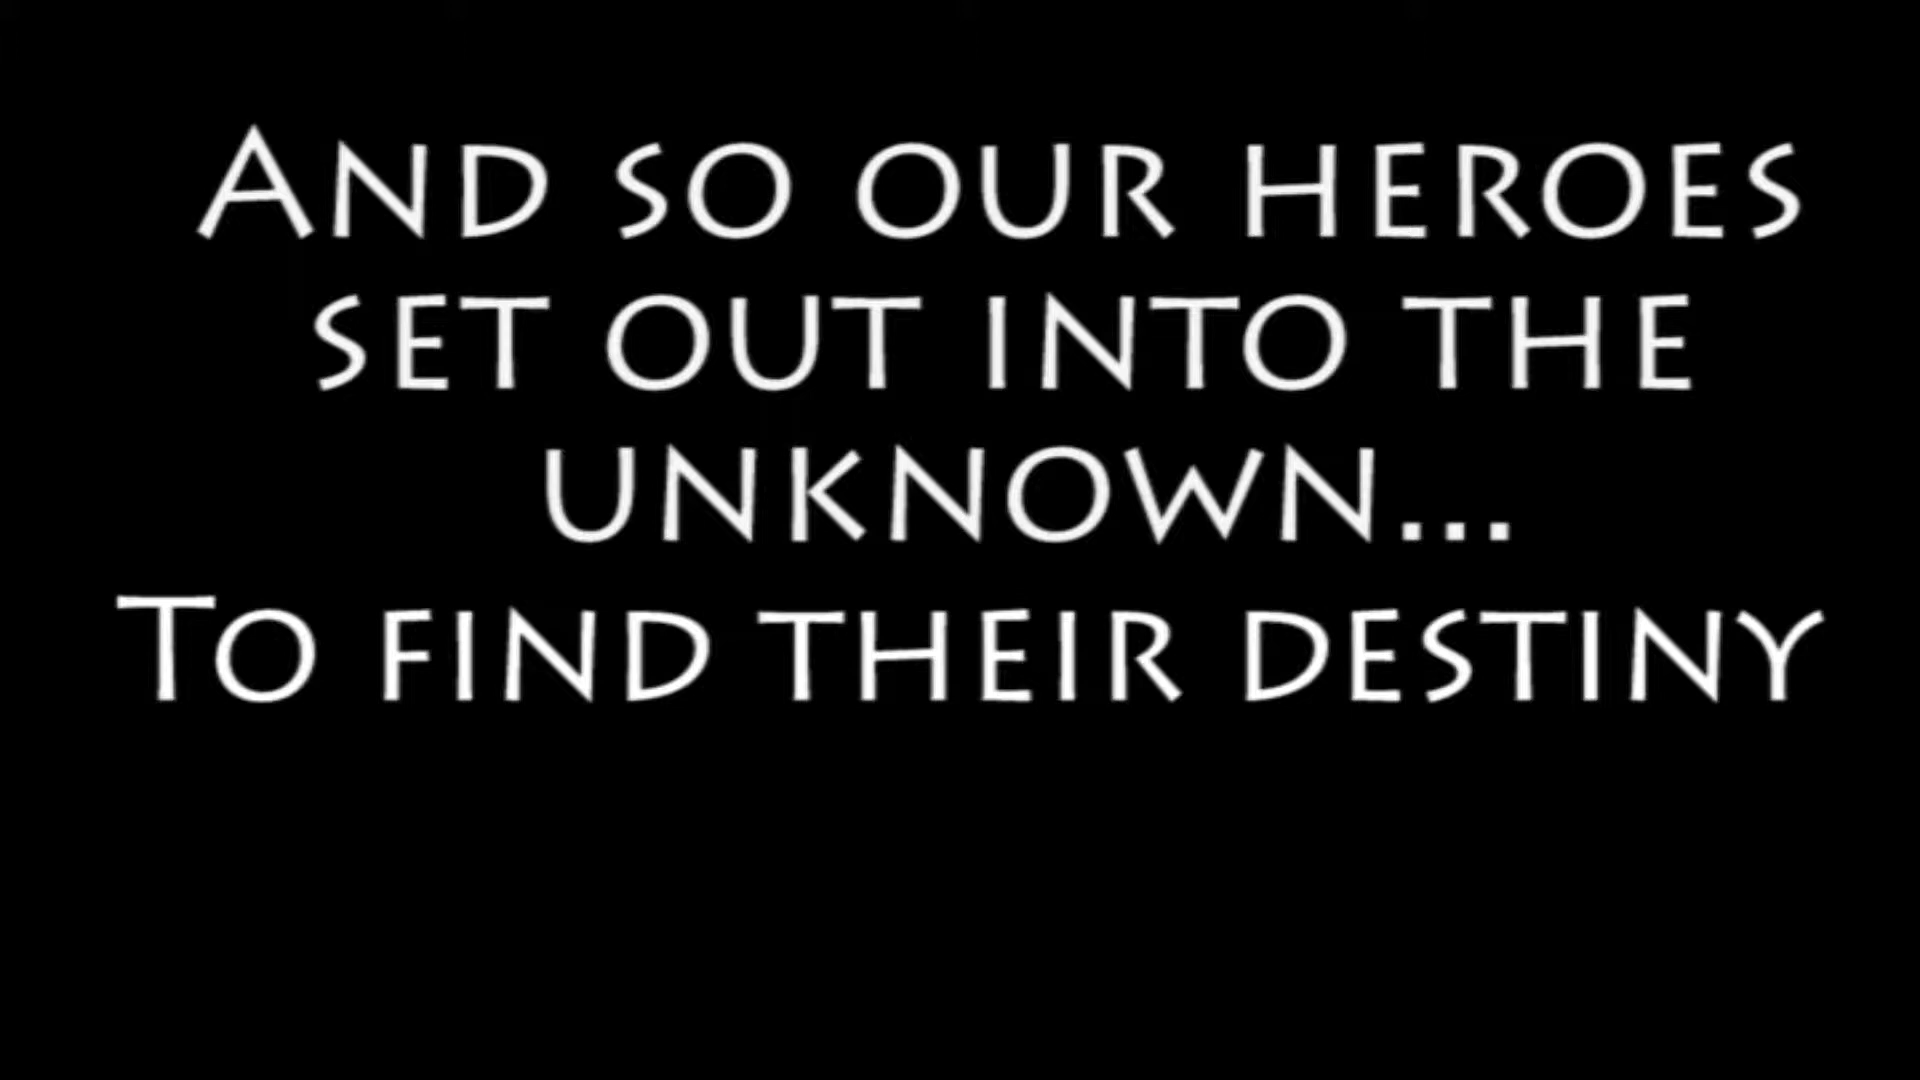 And so our heroes
set out into the
unknown...
To find their destiny